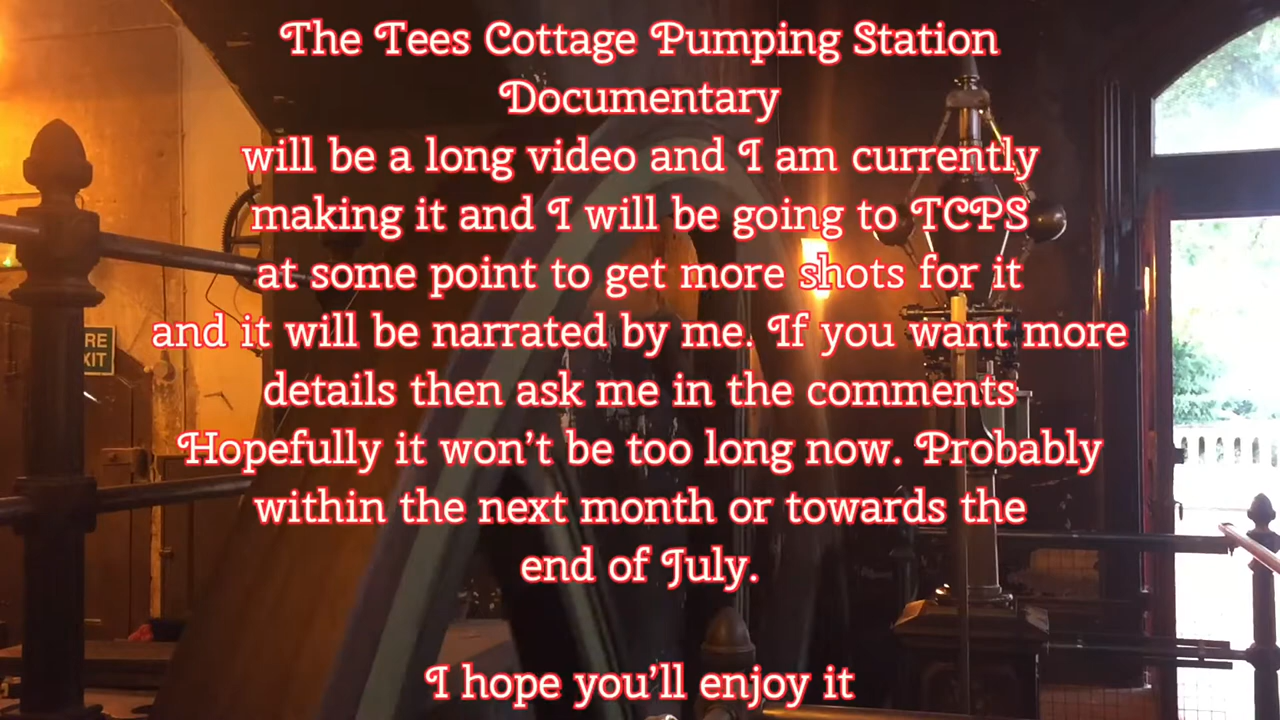 The Tees Cottage Pumping Station
Documentary
will be a long video and I am currently
making it and I will be going to TCPS
at some point to get more shots for it
and it will be narrated by me. If you want more
details then ask me in the comments
Hopefully it won't be too long now. Probably
within the next month or towards the
end of July.
I hope you'll enjoy it
RE
XIT